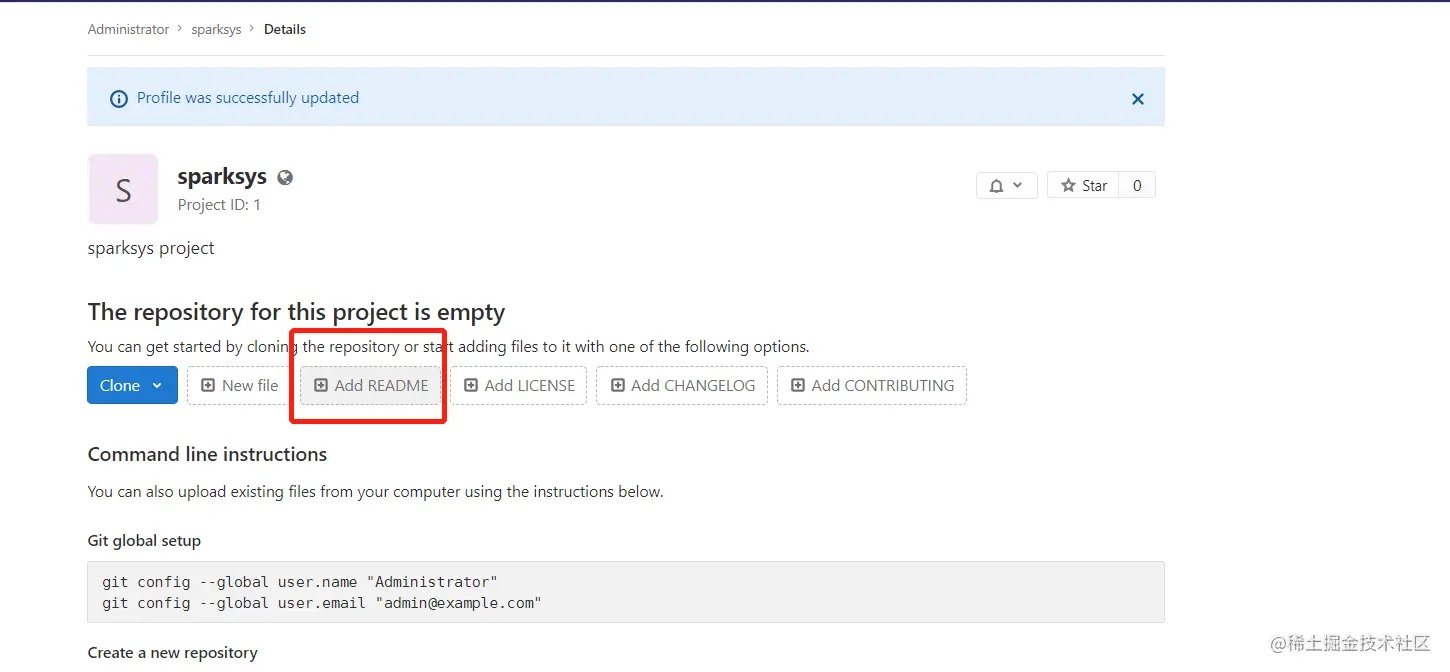 Administrator > sparksys > Details
Profile was successfully updated
S
sparksys
Project ID: 1
Star 0
sparksys project
The repository for this project is empty
You can get started by cloning the repository or start adding files to it with one of the following options.
Clone New file Add README Add LICENSE Add CHANGELOG Add CONTRIBUTING
Command line instructions
You can also upload existing files from your computer using the instructions below.
Git global setup
git config --global user.name "Administrator"
git config --global user.email "admin@example.com"
Create a new repository
@稀土掘金技术社区